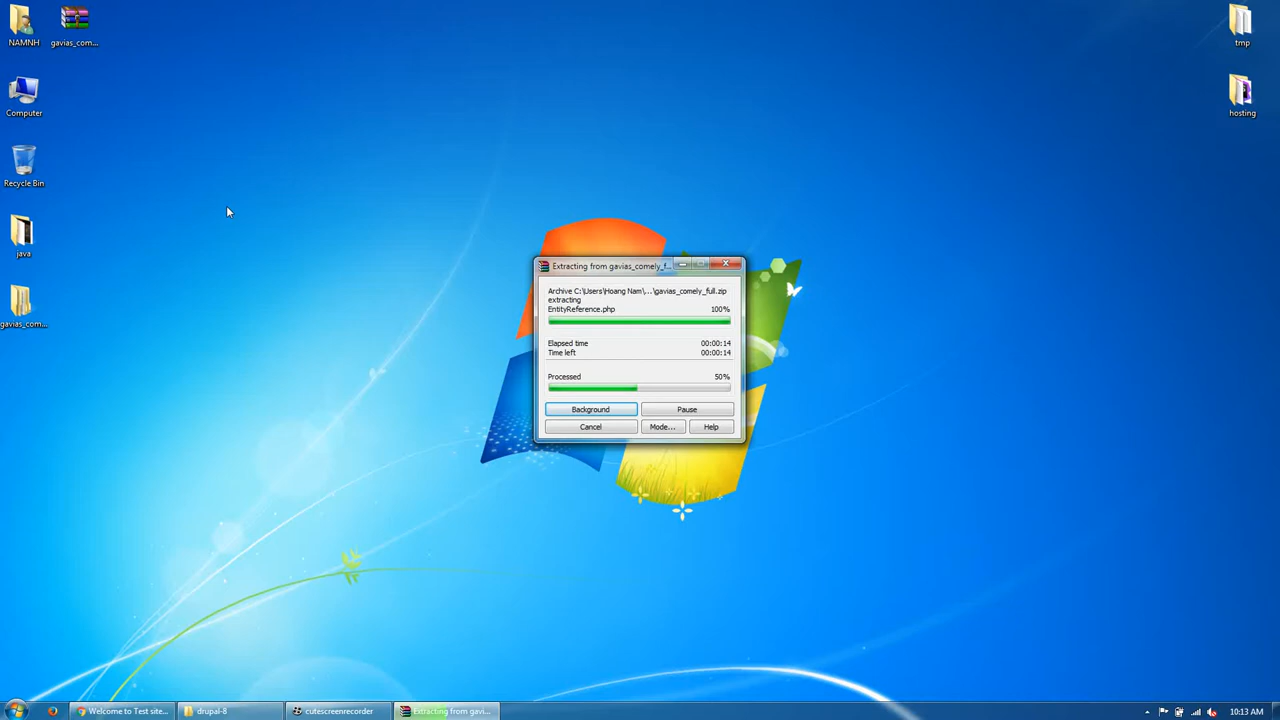 NAMNH
gavias_com...
Computer
Recycle Bin
java
gavias_com...
tmp
hosting
Extracting from gavias_comely_f...
Archive C:\Users\Hoang Nam\...\gavias_comely_full.zip
extracting
EntityReference.php 100%
Elapsed time 00:00:14
Time left 00:00:14
Processed 50%
Background Pause
Cancel Mode... Help
Welcome to Test site... drupal-8 cutescreenrecorder Extracting from gavi... 10:13 AM